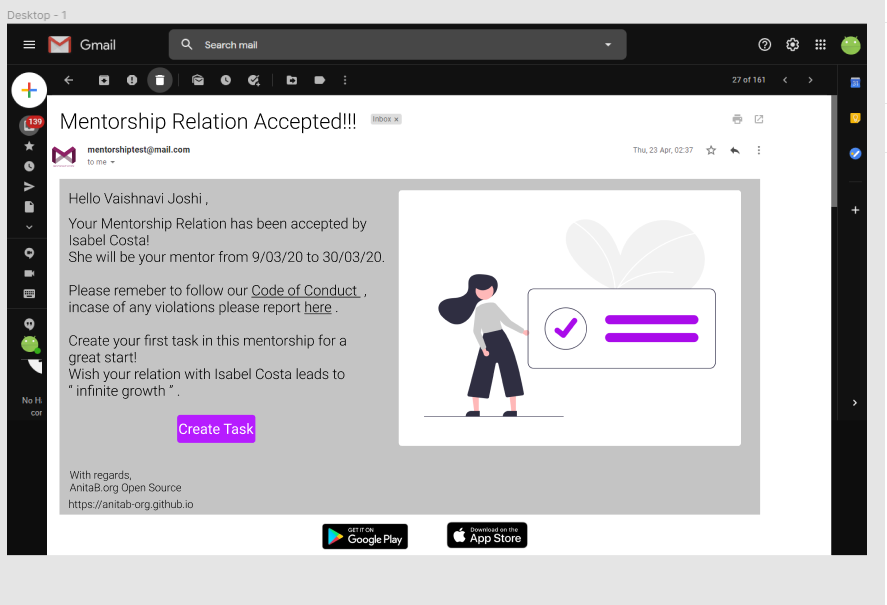 Desktop - 1
Gmail
Search mail
27 of 161
139
Mentorship Relation Accepted!!!
Inbox x
mentorshiptest@mail.com
Thu, 23 Apr, 02:37
to me
31
Hello Vaishnavi Joshi ,
Your Mentorship Relation has been accepted by
Isabel Costa!
She will be your mentor from 9/03/20 to 30/03/20.
Please remeber to follow our Code of Conduct ,
incase of any violations please report here .
Create your first task in this mentorship for a
great start!
Wish your relation with Isabel Costa leads to
“ infinite growth ” .
Create Task
No H
cor
With regards,
AnitaB.org Open Source
https://anitab-org.github.io
GET IT ON
Google Play
Download on the
App Store